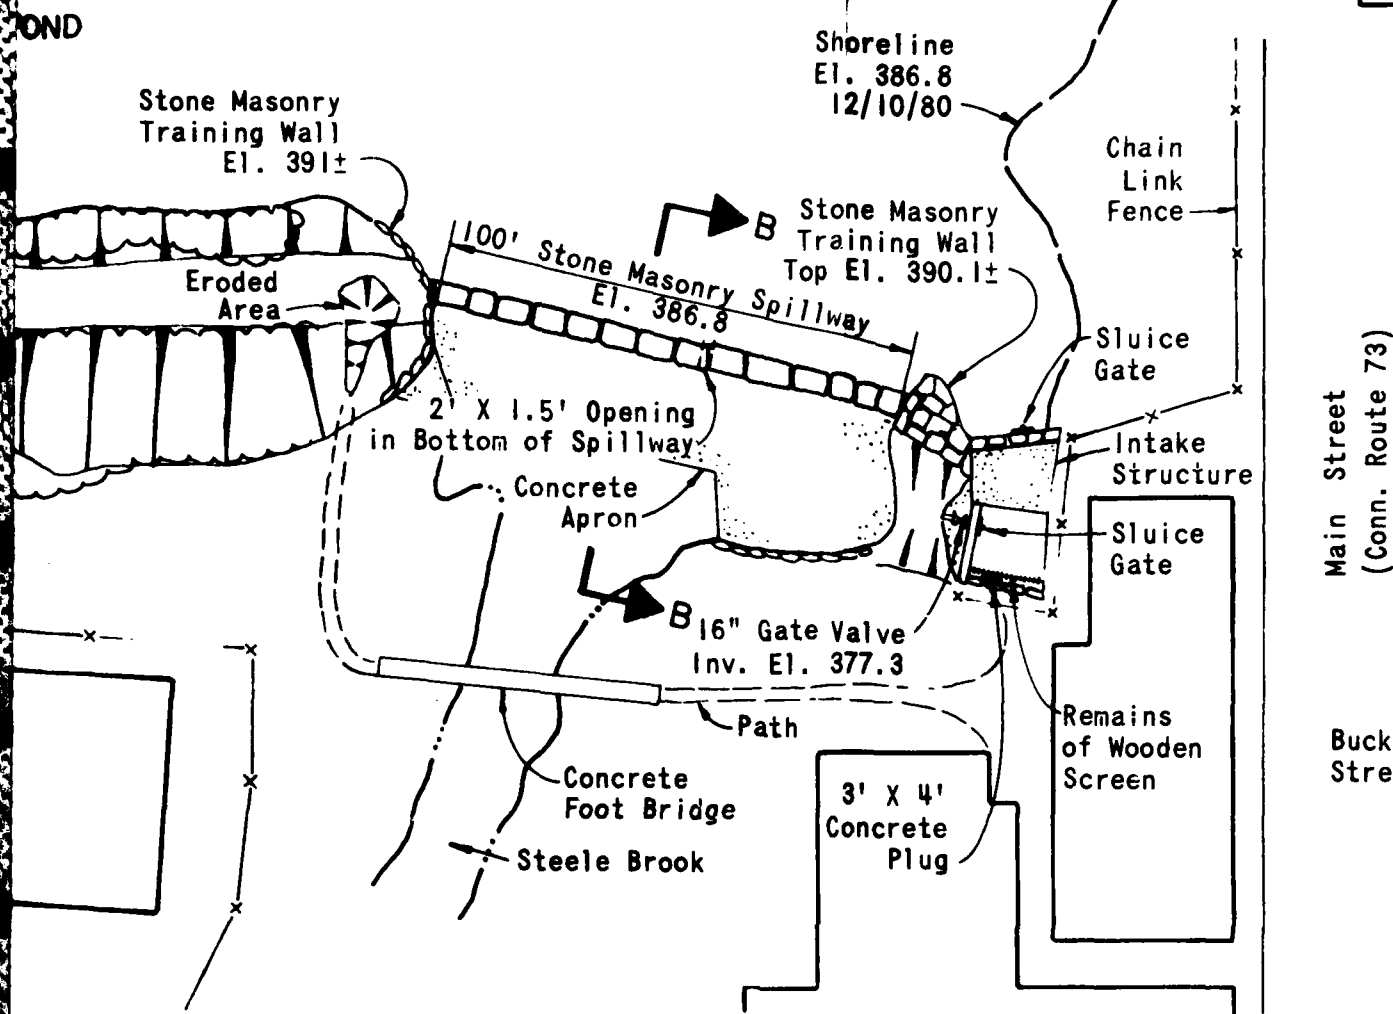 POND
Shoreline
El. 386.8
12/10/80
Stone Masonry
Training Wall
El. 391±
Chain
Link
Fence
B
Stone Masonry
Training Wall
Top El. 390.1±
100' Stone Masonry Spillway
El. 386.8
Eroded
Area
Sluice
Gate
2' X 1.5' Opening
in Bottom of Spillway
Intake
Structure
Concrete
Apron
Sluice
Gate
Main Street
(Conn. Route 73)
B
16" Gate Valve
Inv. El. 377.3
Path
Remains
of Wooden
Screen
Buck
Stre
Concrete
Foot Bridge
3' X 4'
Concrete
Plug
Steele Brook